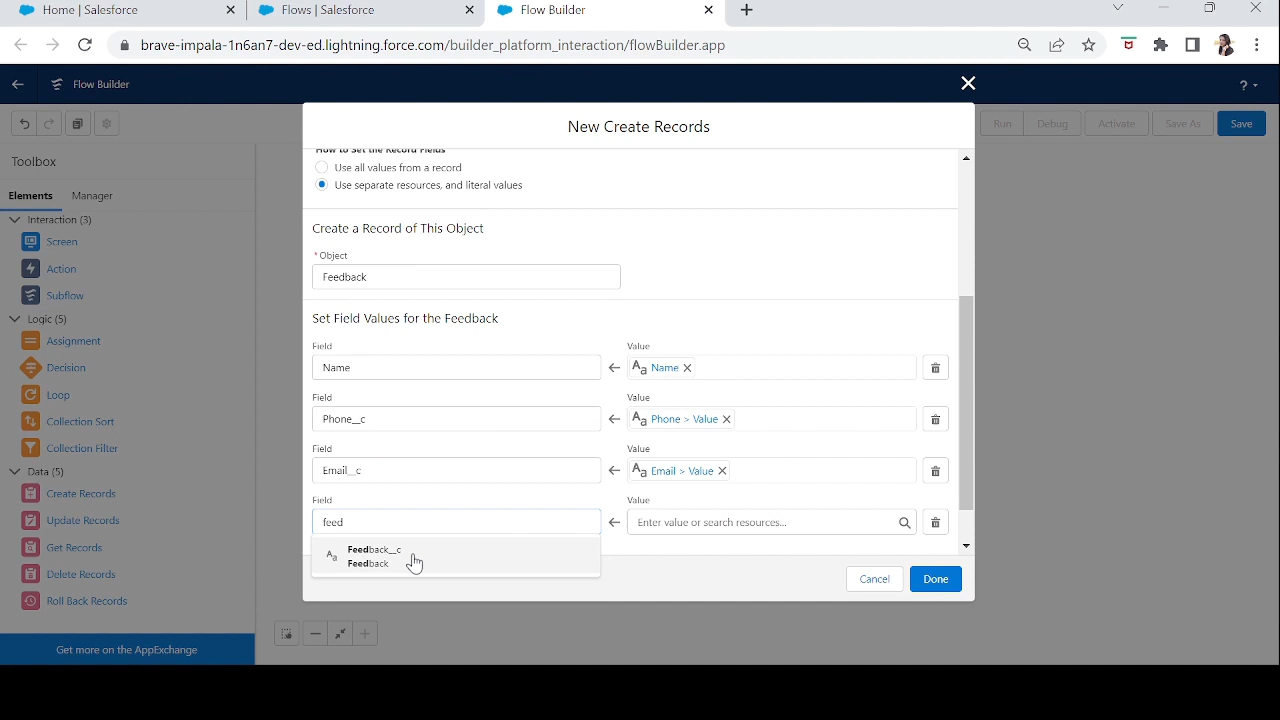 Home | Salesforce
Flows | Salesforce
Flow Builder
brave-impala-1n6an7-dev-ed.lightning.force.com/builder_platform_interaction/flowBuilder.app
Flow Builder
?
Run
Debug
Activate
Save As
Save
Toolbox
Elements
Manager
Interaction (3)
Screen
Action
Subflow
Logic (5)
Assignment
Decision
Loop
Collection Sort
Collection Filter
Data (5)
Create Records
Update Records
Get Records
Delete Records
Roll Back Records
Get more on the AppExchange
New Create Records
How to Set the Record Fields
Use all values from a record
Use separate resources, and literal values
Create a Record of This Object
* Object
Feedback
Set Field Values for the Feedback
Field
Value
Name
Aa Name
Field
Value
Phone__c
Aa Phone > Value
Field
Value
Email__c
Aa Email > Value
Field
Value
feed
Enter value or search resources...
Aa
Feedback__c
Feedback
Cancel
Done